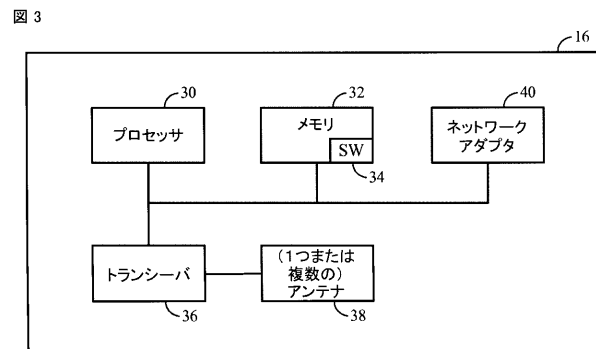 図 3
16
30
プロセッサ
32
メモリ
SW
34
40
ネットワーク
アダプタ
トランシーバ
36
(1つまたは
複数の)
アンテナ
38